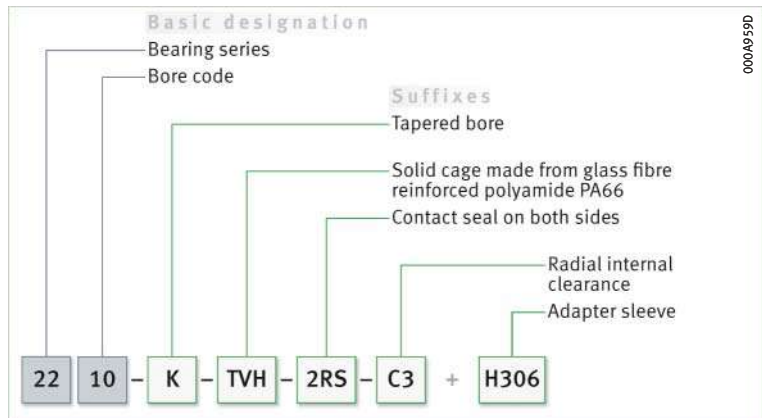 Basic designation
Bearing series
Bore code
Suffixes
Tapered bore
Solid cage made from glass fibre
reinforced polyamide PA66
Contact seal on both sides
Radial internal
clearance
Adapter sleeve
22 10 – K – TVH – 2RS – C3 + H306
000A959D